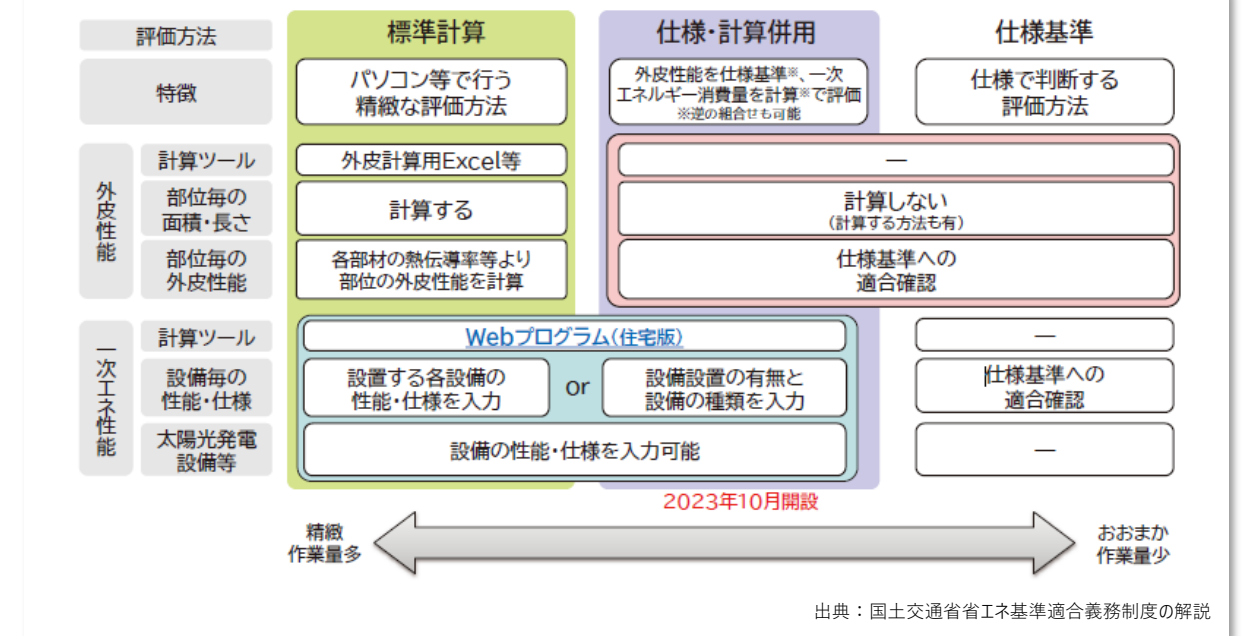 評価方法
標準計算
仕様・計算併用
仕様基準
特徴
パソコン等で行う
精緻な評価方法
外皮性能を仕様基準※、一次
エネルギー消費量を計算※で評価
※逆の組合せも可能
仕様で判断する
評価方法
外皮性能
計算ツール
外皮計算用Excel等
―
部位毎の
面積・長さ
計算する
計算しない
（計算する方法も有）
部位毎の
外皮性能
各部材の熱伝導率等より
部位の外皮性能を計算
仕様基準への
適合確認
一次エネ性能
計算ツール
Webプログラム（住宅版）
―
設備毎の
性能・仕様
設置する各設備の
性能・仕様を入力
or
設備設置の有無と
設備の種類を入力
仕様基準への
適合確認
太陽光発電
設備等
設備の性能・仕様を入力可能
―
2023年10月開設
精緻
作業量多
おおまか
作業量少
出典：国土交通省省エネ基準適合義務制度の解説